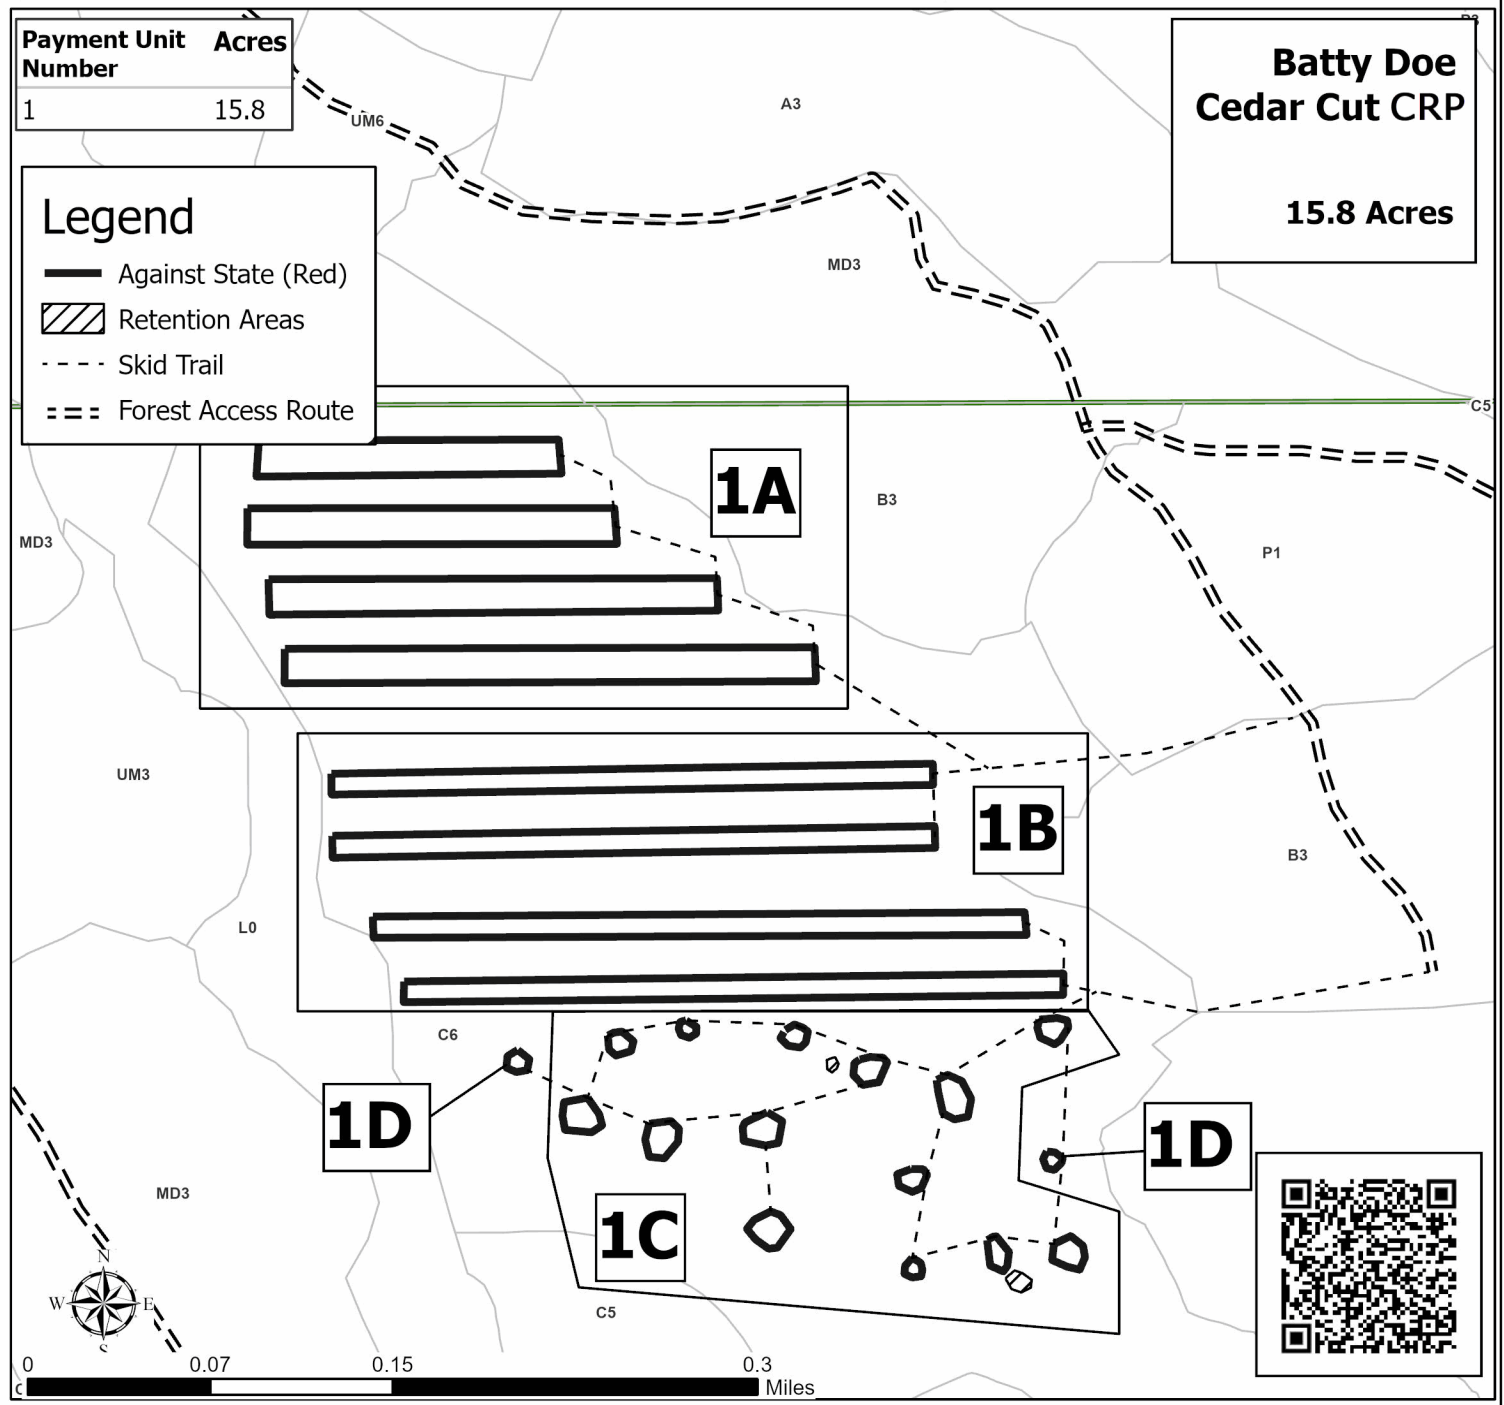 Payment Unit Number Acres
1 15.8
Batty Doe
Cedar Cut CRP
15.8 Acres
Legend
Against State (Red)
Retention Areas
Skid Trail
Forest Access Route
UM6
A3
MD3
C5
1A
B3
MD3
P1
UM3
1B
B3
L0
C6
1D
1D
MD3
1C
C5
N
W E
S
0 0.07 0.15 0.3
Miles